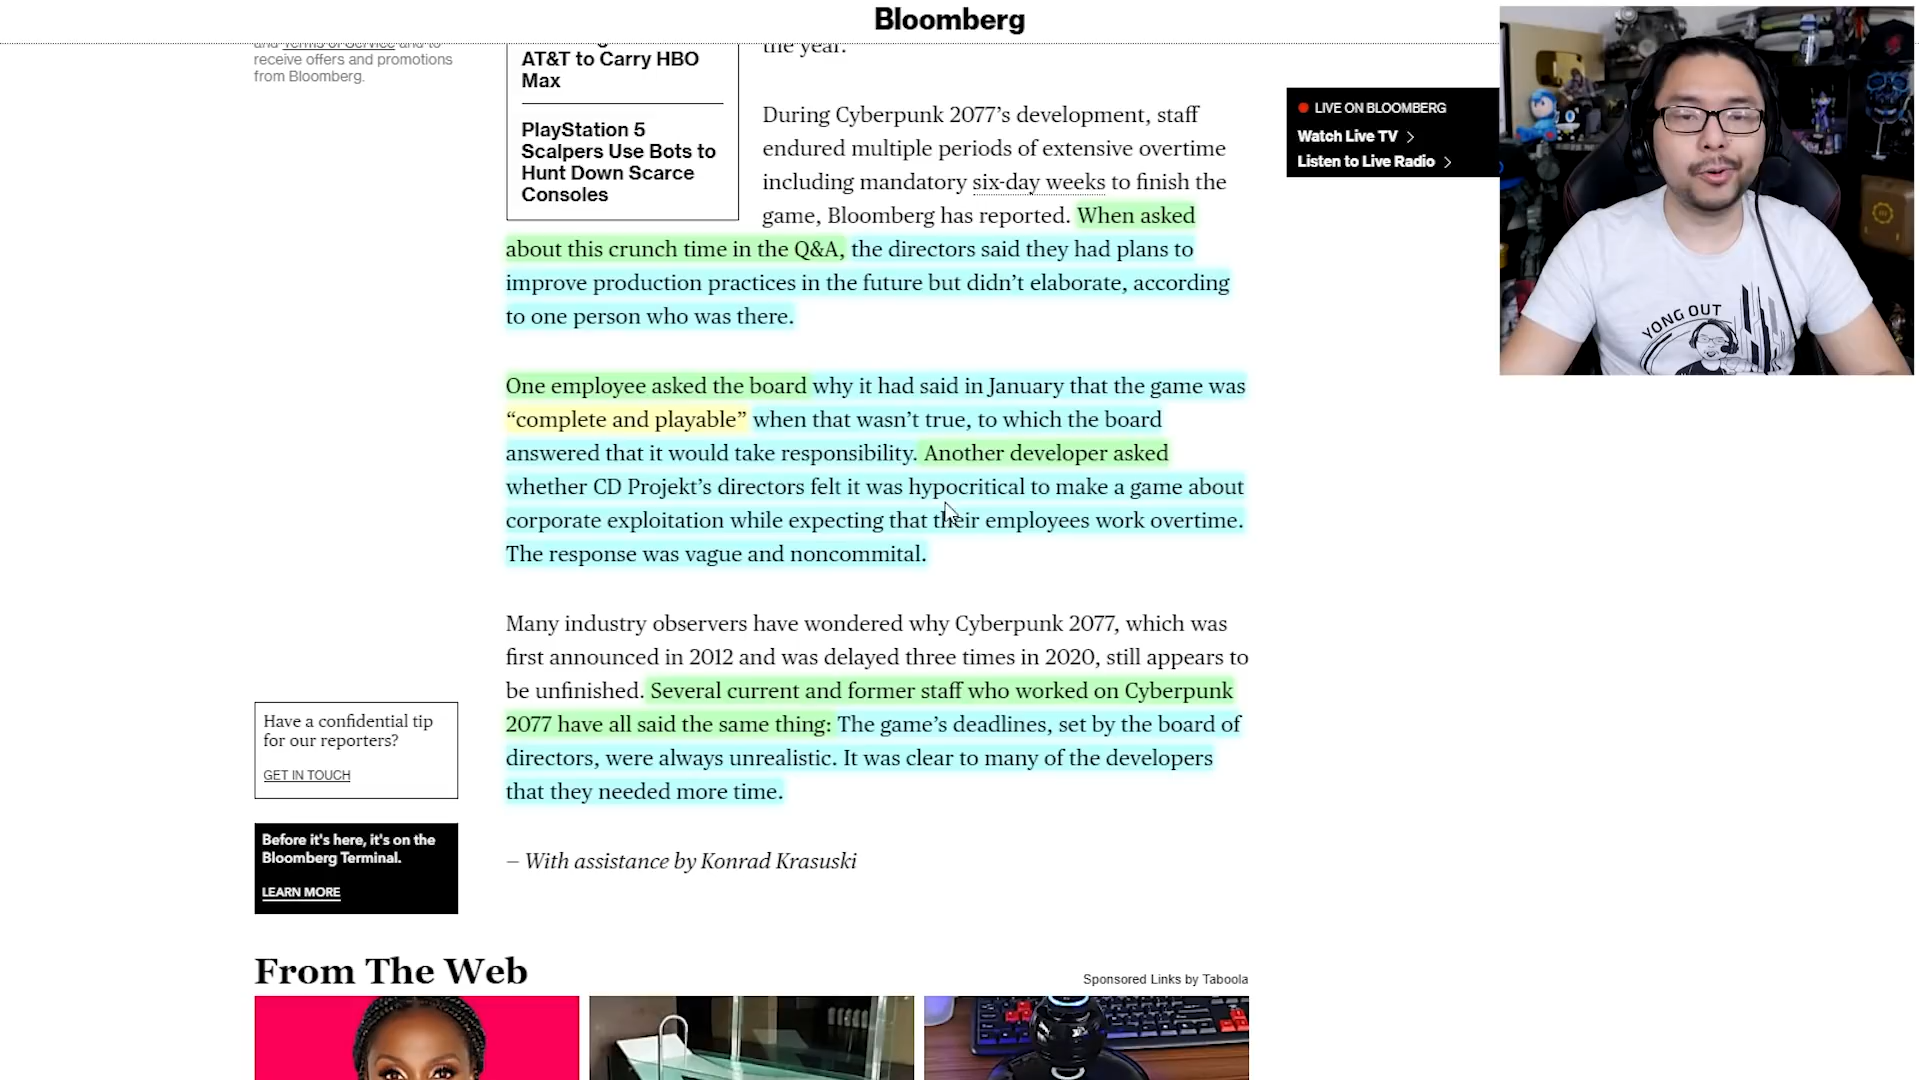 Bloomberg
and Terms of Service and to
receive offers and promotions
from Bloomberg.
AT&T to Carry HBO
Max
PlayStation 5
Scalpers Use Bots to
Hunt Down Scarce
Consoles
the year.
During Cyberpunk 2077’s development, staff
endured multiple periods of extensive overtime
including mandatory six-day weeks to finish the
game, Bloomberg has reported. When asked
about this crunch time in the Q&A, the directors said they had plans to
improve production practices in the future but didn’t elaborate, according
to one person who was there.
One employee asked the board why it had said in January that the game was
“complete and playable” when that wasn’t true, to which the board
answered that it would take responsibility. Another developer asked
whether CD Projekt’s directors felt it was hypocritical to make a game about
corporate exploitation while expecting that their employees work overtime.
The response was vague and noncommital.
Many industry observers have wondered why Cyberpunk 2077, which was
first announced in 2012 and was delayed three times in 2020, still appears to
be unfinished. Several current and former staff who worked on Cyberpunk
2077 have all said the same thing: The game’s deadlines, set by the board of
directors, were always unrealistic. It was clear to many of the developers
that they needed more time.
– With assistance by Konrad Krasuski
LIVE ON BLOOMBERG
Watch Live TV >
Listen to Live Radio >
YONG OUT
Have a confidential tip
for our reporters?
GET IN TOUCH
Before it's here, it's on the
Bloomberg Terminal.
LEARN MORE
From The Web
Sponsored Links by Taboola